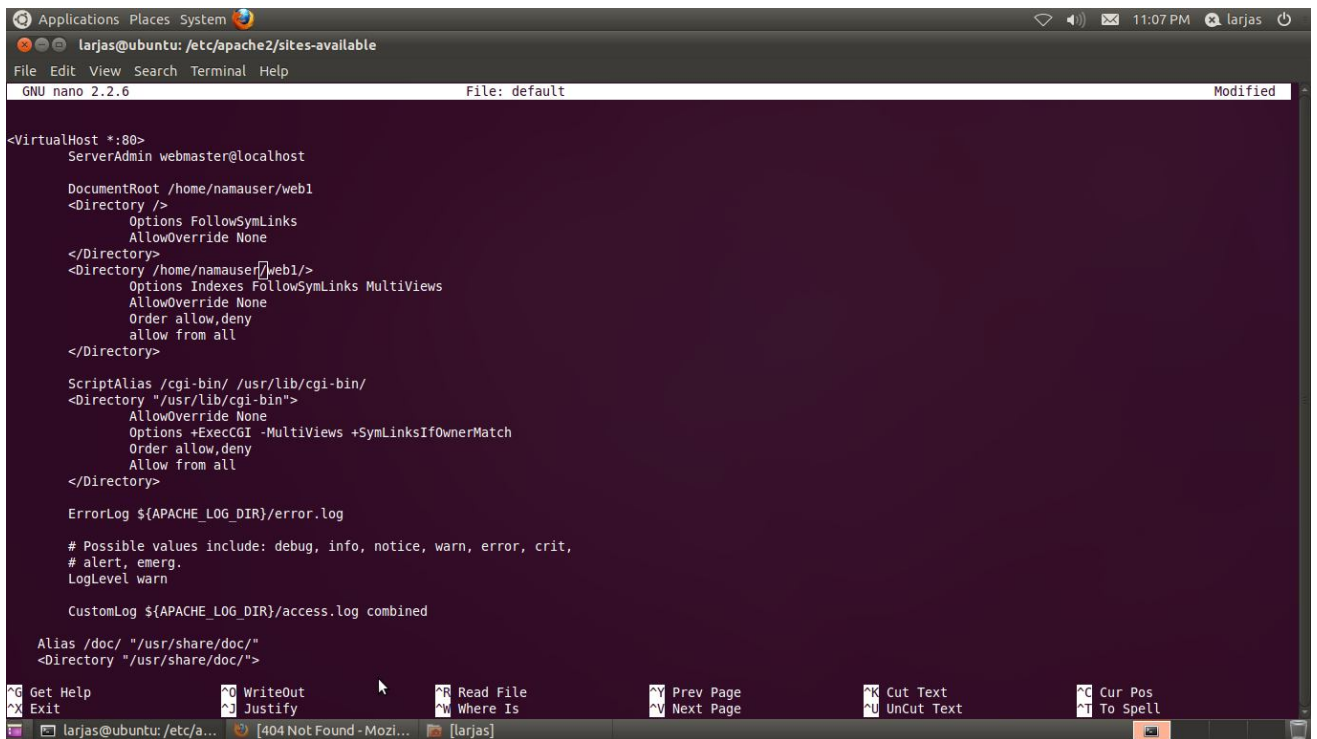 Applications Places System 11:07 PM larjas
larjas@ubuntu: /etc/apache2/sites-available
File Edit View Search Terminal Help
GNU nano 2.2.6 File: default Modified
<VirtualHost *:80>
ServerAdmin webmaster@localhost
DocumentRoot /home/namauser/web1
<Directory />
Options FollowSymLinks
AllowOverride None
</Directory>
<Directory /home/namauser/web1/>
Options Indexes FollowSymLinks MultiViews
AllowOverride None
Order allow,deny
allow from all
</Directory>
ScriptAlias /cgi-bin/ /usr/lib/cgi-bin/
<Directory "/usr/lib/cgi-bin">
AllowOverride None
Options +ExecCGI -MultiViews +SymLinksIfOwnerMatch
Order allow,deny
Allow from all
</Directory>
ErrorLog ${APACHE_LOG_DIR}/error.log
# Possible values include: debug, info, notice, warn, error, crit,
# alert, emerg.
LogLevel warn
CustomLog ${APACHE_LOG_DIR}/access.log combined
Alias /doc/ "/usr/share/doc/"
<Directory "/usr/share/doc/">
^G Get Help ^O WriteOut ^R Read File ^Y Prev Page ^K Cut Text ^C Cur Pos
^X Exit ^J Justify ^W Where Is ^V Next Page ^U UnCut Text ^T To Spell
larjas@ubuntu: /etc/a... [404 Not Found - Mozi... [larjas]